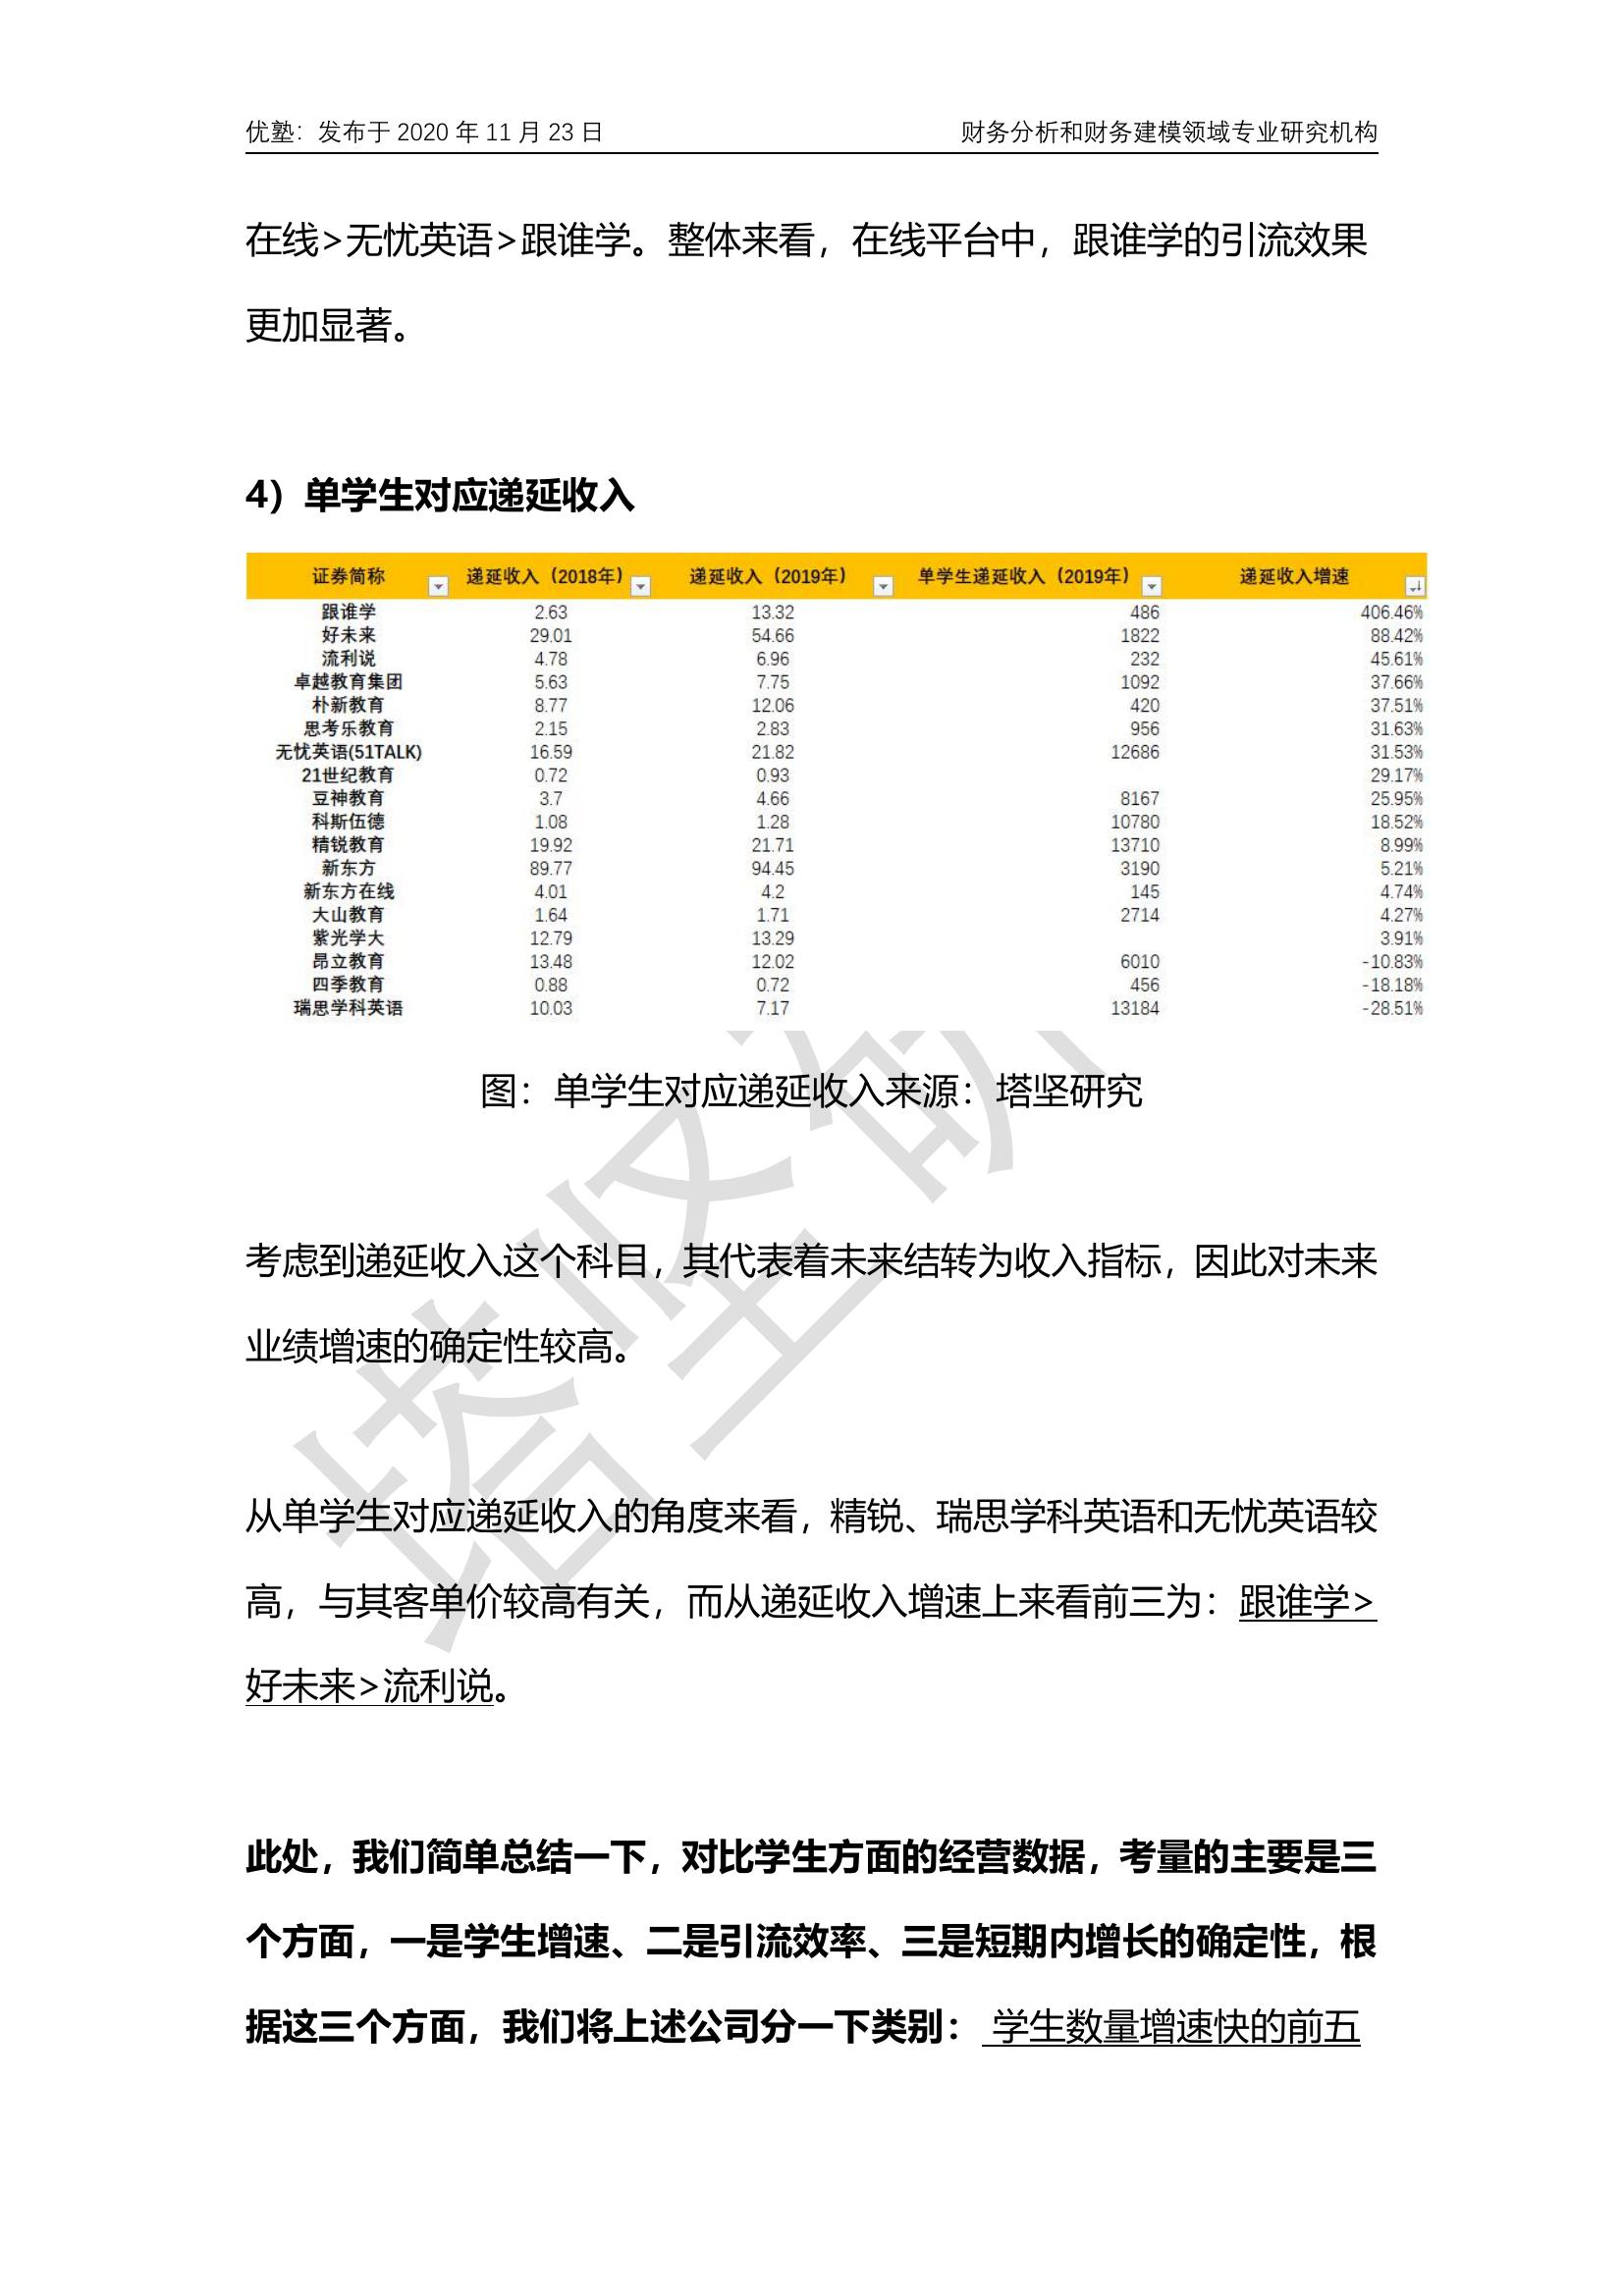 优塾：发布于 2020 年 11 月 23 日 财务分析和财务建模领域专业研究机构
在线>无忧英语>跟谁学。整体来看，在线平台中，跟谁学的引流效果
更加显著。
4）单学生对应递延收入
证券简称 递延收入（2018年） 递延收入（2019年） 单学生递延收入（2019年） 递延收入增速
跟谁学 2.63 13.32 486 406.46%
好未来 29.01 54.66 1822 88.42%
流利说 4.78 6.96 232 45.61%
卓越教育集团 5.63 7.75 1092 37.66%
朴新教育 8.77 12.06 420 37.51%
思考乐教育 2.15 2.83 956 31.63%
无忧英语(51TALK) 16.59 21.82 12686 31.53%
21世纪教育 0.72 0.93 29.17%
豆神教育 3.7 4.66 8167 25.95%
科斯伍德 1.08 1.28 10780 18.52%
精锐教育 19.92 21.71 13710 8.99%
新东方 89.77 94.45 3190 5.21%
新东方在线 4.01 4.2 145 4.74%
大山教育 1.64 1.71 2714 4.27%
紫光学大 12.79 13.29 3.91%
昂立教育 13.48 12.02 6010 -10.83%
四季教育 0.88 0.72 456 -18.18%
瑞思学科英语 10.03 7.17 13184 -28.51%
图：单学生对应递延收入来源：塔坚研究
考虑到递延收入这个科目，其代表着未来结转为收入指标，因此对未来
业绩增速的确定性较高。
从单学生对应递延收入的角度来看，精锐、瑞思学科英语和无忧英语较
高，与其客单价较高有关，而从递延收入增速上来看前三为：跟谁学>
好未来>流利说。
此处，我们简单总结一下，对比学生方面的经营数据，考量的主要是三
个方面，一是学生增速、二是引流效率、三是短期内增长的确定性，根
据这三个方面，我们将上述公司分一下类别： 学生数量增速快的前五
塔坚研